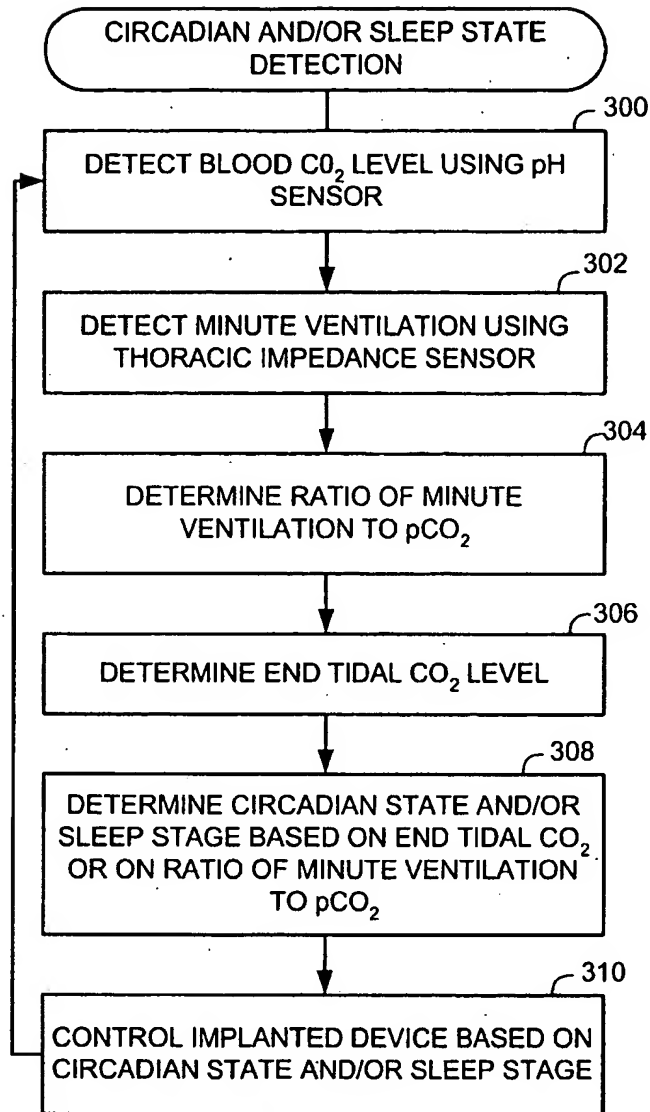 CIRCADIAN AND/OR SLEEP STATE
DETECTION
300
DETECT BLOOD C0₂ LEVEL USING pH
SENSOR
302
DETECT MINUTE VENTILATION USING
THORACIC IMPEDANCE SENSOR
304
DETERMINE RATIO OF MINUTE
VENTILATION TO pCO₂
306
DETERMINE END TIDAL CO₂ LEVEL
308
DETERMINE CIRCADIAN STATE AND/OR
SLEEP STAGE BASED ON END TIDAL CO₂
OR ON RATIO OF MINUTE VENTILATION
TO pCO₂
310
CONTROL IMPLANTED DEVICE BASED ON
CIRCADIAN STATE AND/OR SLEEP STAGE